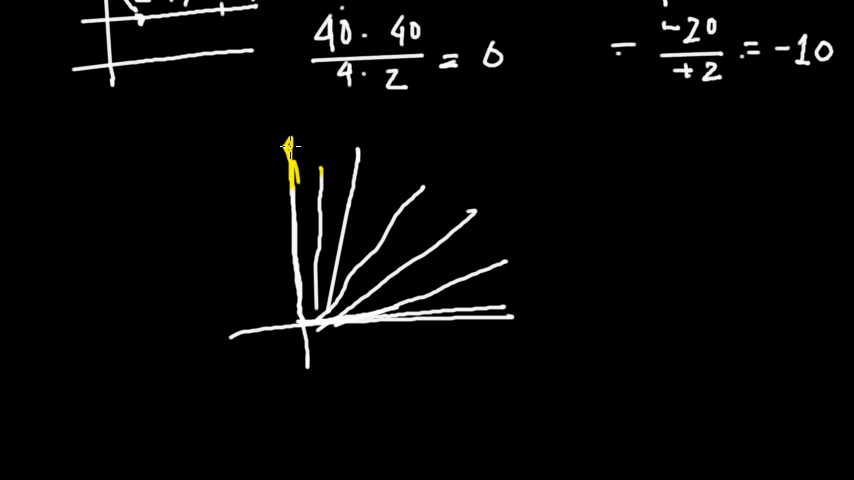 40 · 40 / 4 · 2 = 0
= -20 / +2 = -10